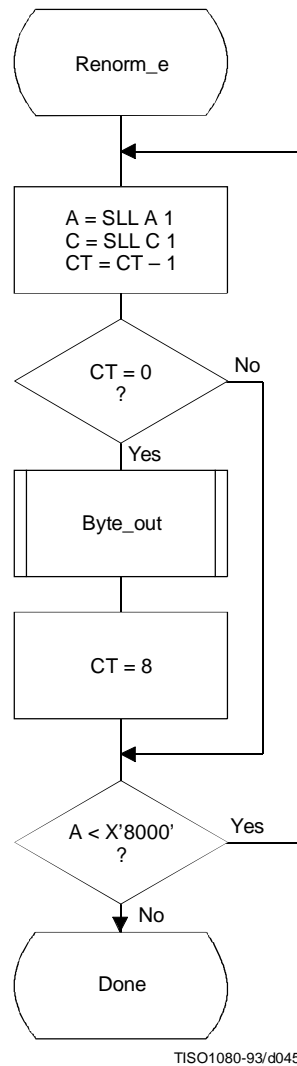 Renorm_e
A = SLL A 1
C = SLL C 1
CT = CT – 1
CT = 0
?
No
Yes
Byte_out
CT = 8
A < X’8000’
?
Yes
No
Done
TISO1080-93/d045